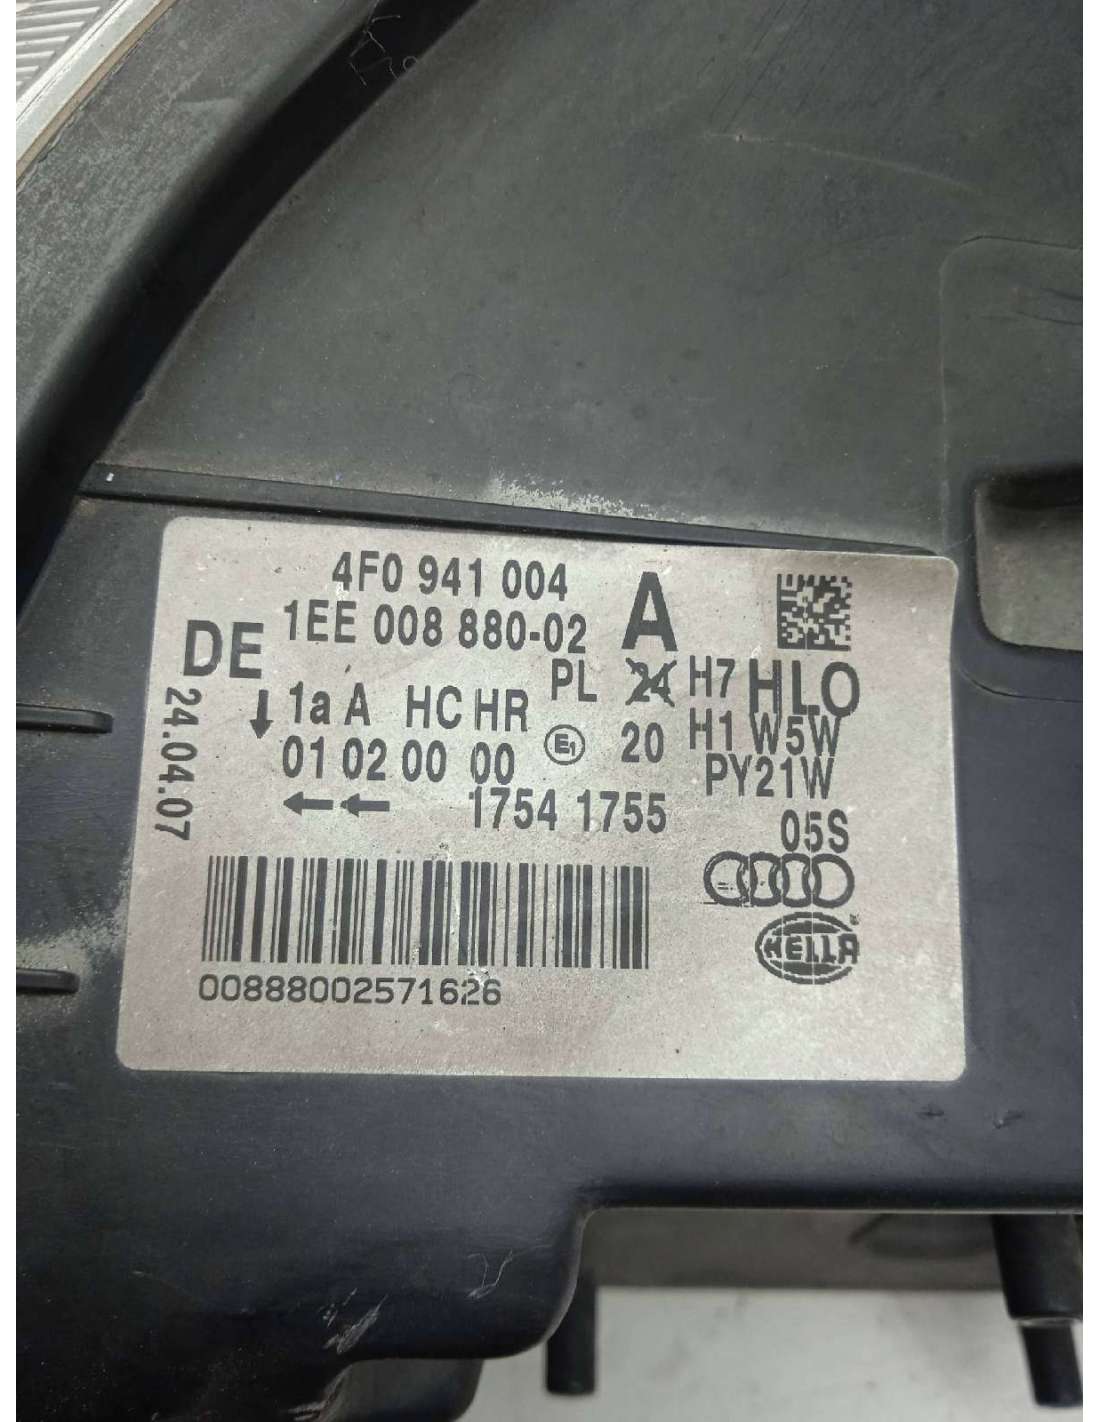 4F0 941 004
A
1EE 008 880-02
DE
PL 24 H7 HLO
1a A HC HR
E1 20 H1 W5W
01 02 00 00
PY21W
1754 1755
05S
24.04.07
HELLA
00888002571626